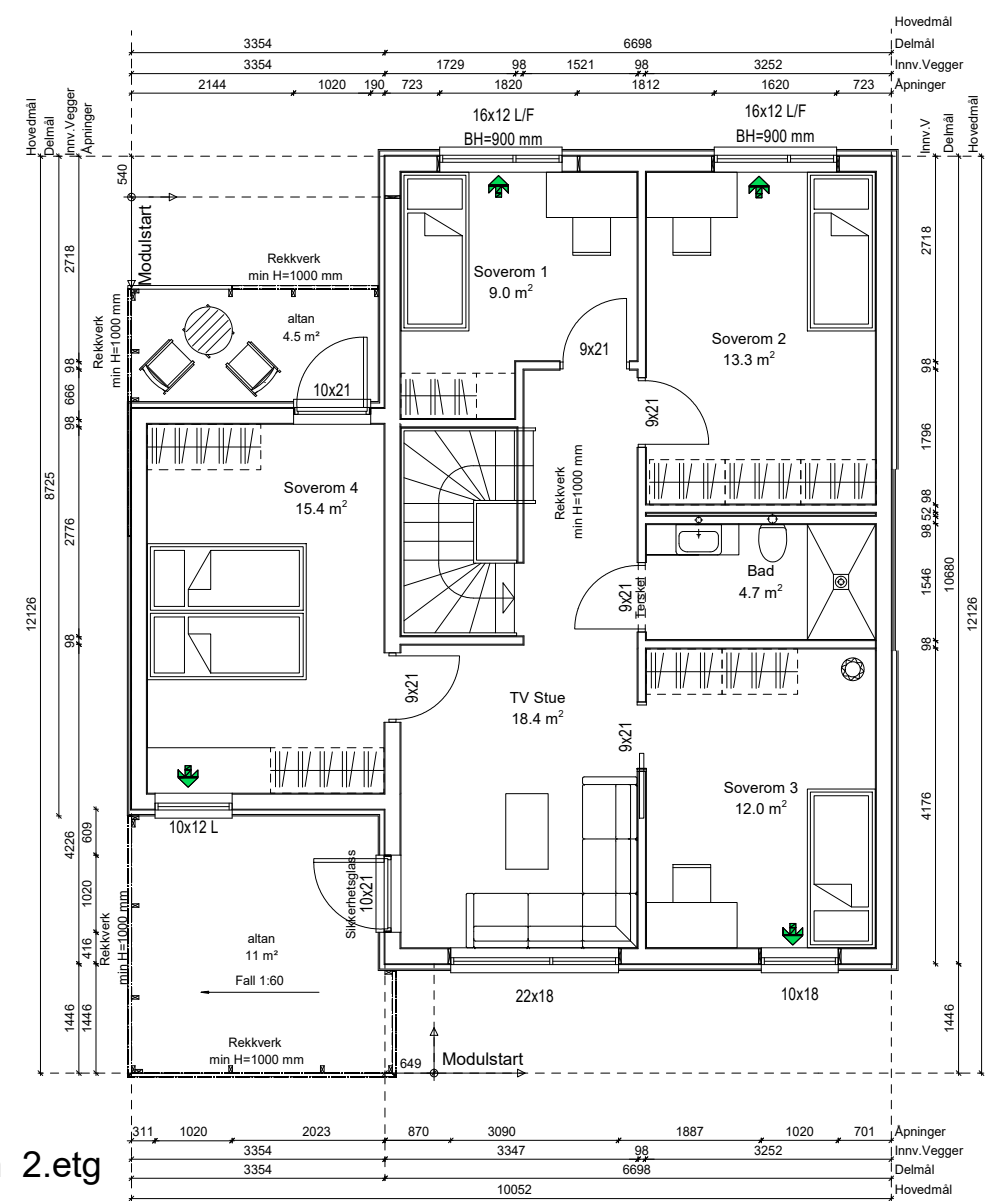 Hovedmål
3354 6698 Delmål
3354 1729 98 1521 98 3252 Innv.Vegger
2144 1020 190 723 1820 1812 1620 723 Åpninger
16x12 L/F
BH=900 mm
16x12 L/F
BH=900 mm
Hovedmål
Delmål
Innv.Vegger
Åpninger
Innv.V
Delmål
Hovedmål
540
Modulstart
2718
2718
Rekkverk
min H=1000 mm
Soverom 1
9.0 m²
Rekkverk
min H=1000 mm
altan
4.5 m²
Soverom 2
13.3 m²
9x21
98
98
666
98
10x21
9x21
1796
8725
Soverom 4
15.4 m²
Rekkverk
min H=1000 mm
2776
98
52
98
12126
Bad
4.7 m²
9x21
Terskel
1546
10680
12126
98
98
9x21
TV Stue
18.4 m²
9x21
Soverom 3
12.0 m²
4176
10x12 L
4226
609
1020
416
Rekkverk
min H=1000 mm
Sikkerhetsglass
10x21
altan
11 m²
Fall 1:60
22x18
10x18
1446
1446
1446
Rekkverk
min H=1000 mm
649
Modulstart
311 1020 2023 870 3090 1887 1020 701 Åpninger
3354 3347 98 3252 Innv.Vegger
2.etg
3354 6698 Delmål
10052 Hovedmål